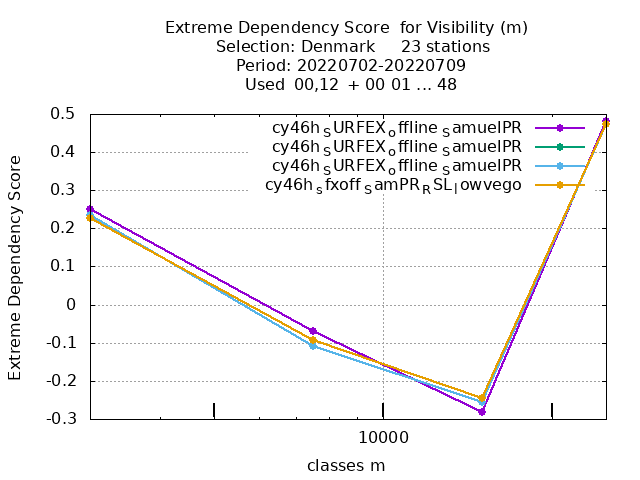 Extreme Dependency Score  for Visibility (m)
Selection: Denmark     23 stations
Period: 20220702-20220709
Used  00,12  + 00 01 ... 48
cy46h_SURFEX_offline_SamuelPR
cy46h_SURFEX_offline_SamuelPR
cy46h_SURFEX_offline_SamuelPR
cy46h_sfxoff_SamPR_RSL_lowvego
Extreme Dependency Score
0.5
0.4
0.3
0.2
0.1
0
-0.1
-0.2
-0.3
10000
classes m